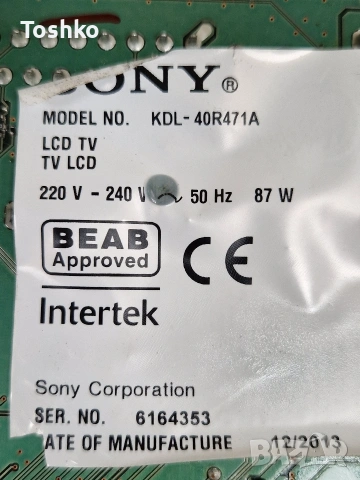 Toshko
SONY®
MODEL NO. KDL-40R471A
LCD TV
TV LCD
220 V - 240 V ~ 50 Hz 87 W
BEAB
Approved
CE
Intertek
Sony Corporation
SER. NO. 6164353
DATE OF MANUFACTURE 12/2013